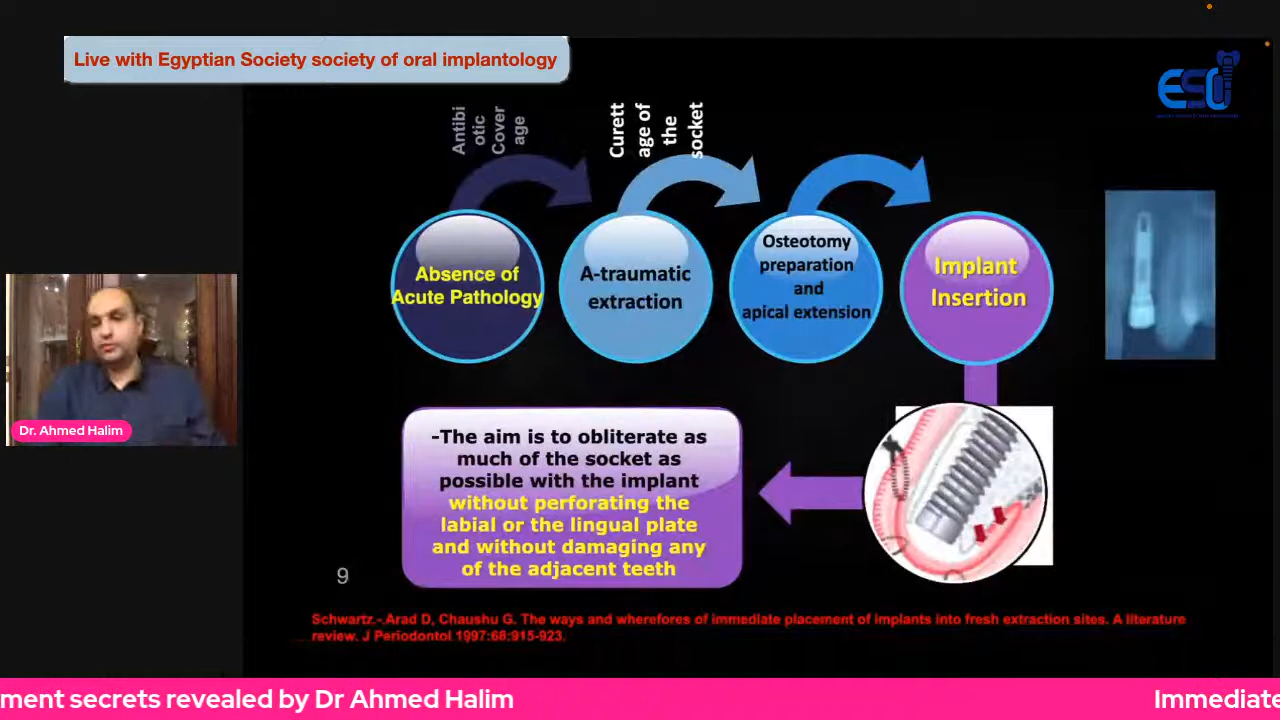 Live with Egyptian Society society of oral implantology
ESOI
Antibi
otic
Cover
age
Curett
age of
the
socket
Absence of
Acute Pathology
A-traumatic
extraction
Osteotomy
preparation
and
apical extension
Implant
Insertion
-The aim is to obliterate as
much of the socket as
possible with the implant
without perforating the
labial or the lingual plate
and without damaging any
of the adjacent teeth
Dr. Ahmed Halim
9
Schwartz.-.Arad D, Chaushu G. The ways and wherefores of immediate placement of implants into fresh extraction sites. A literature
review. J Periodontol 1997:68:915-923.
ment secrets revealed by Dr Ahmed Halim
Immediate